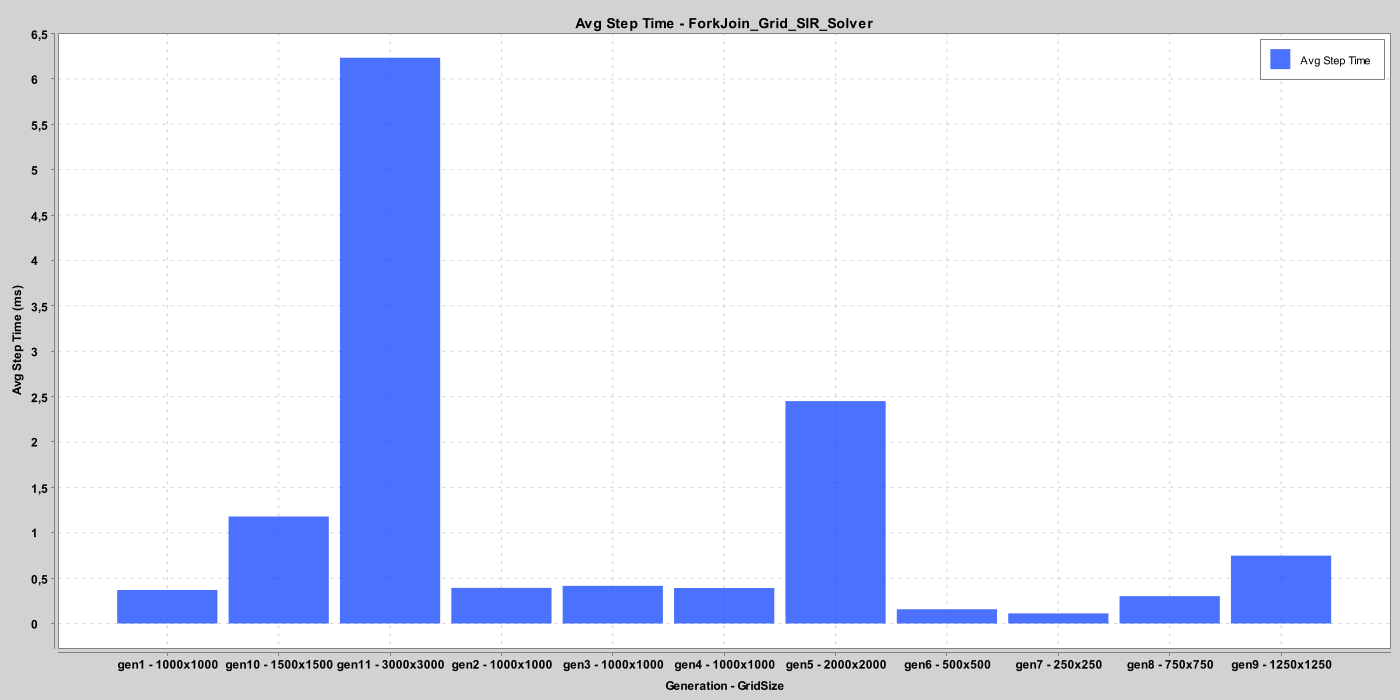 Avg Step Time - ForkJoin_Grid_SIR_Solver
Avg Step Time
6,5
6
5,5
5
4,5
4
3,5
3
2,5
2
1,5
1
0,5
0
Avg Step Time (ms)
gen1 - 1000x1000 gen10 - 1500x1500 gen11 - 3000x3000 gen2 - 1000x1000 gen3 - 1000x1000 gen4 - 1000x1000 gen5 - 2000x2000 gen6 - 500x500 gen7 - 250x250 gen8 - 750x750 gen9 - 1250x1250
Generation - GridSize